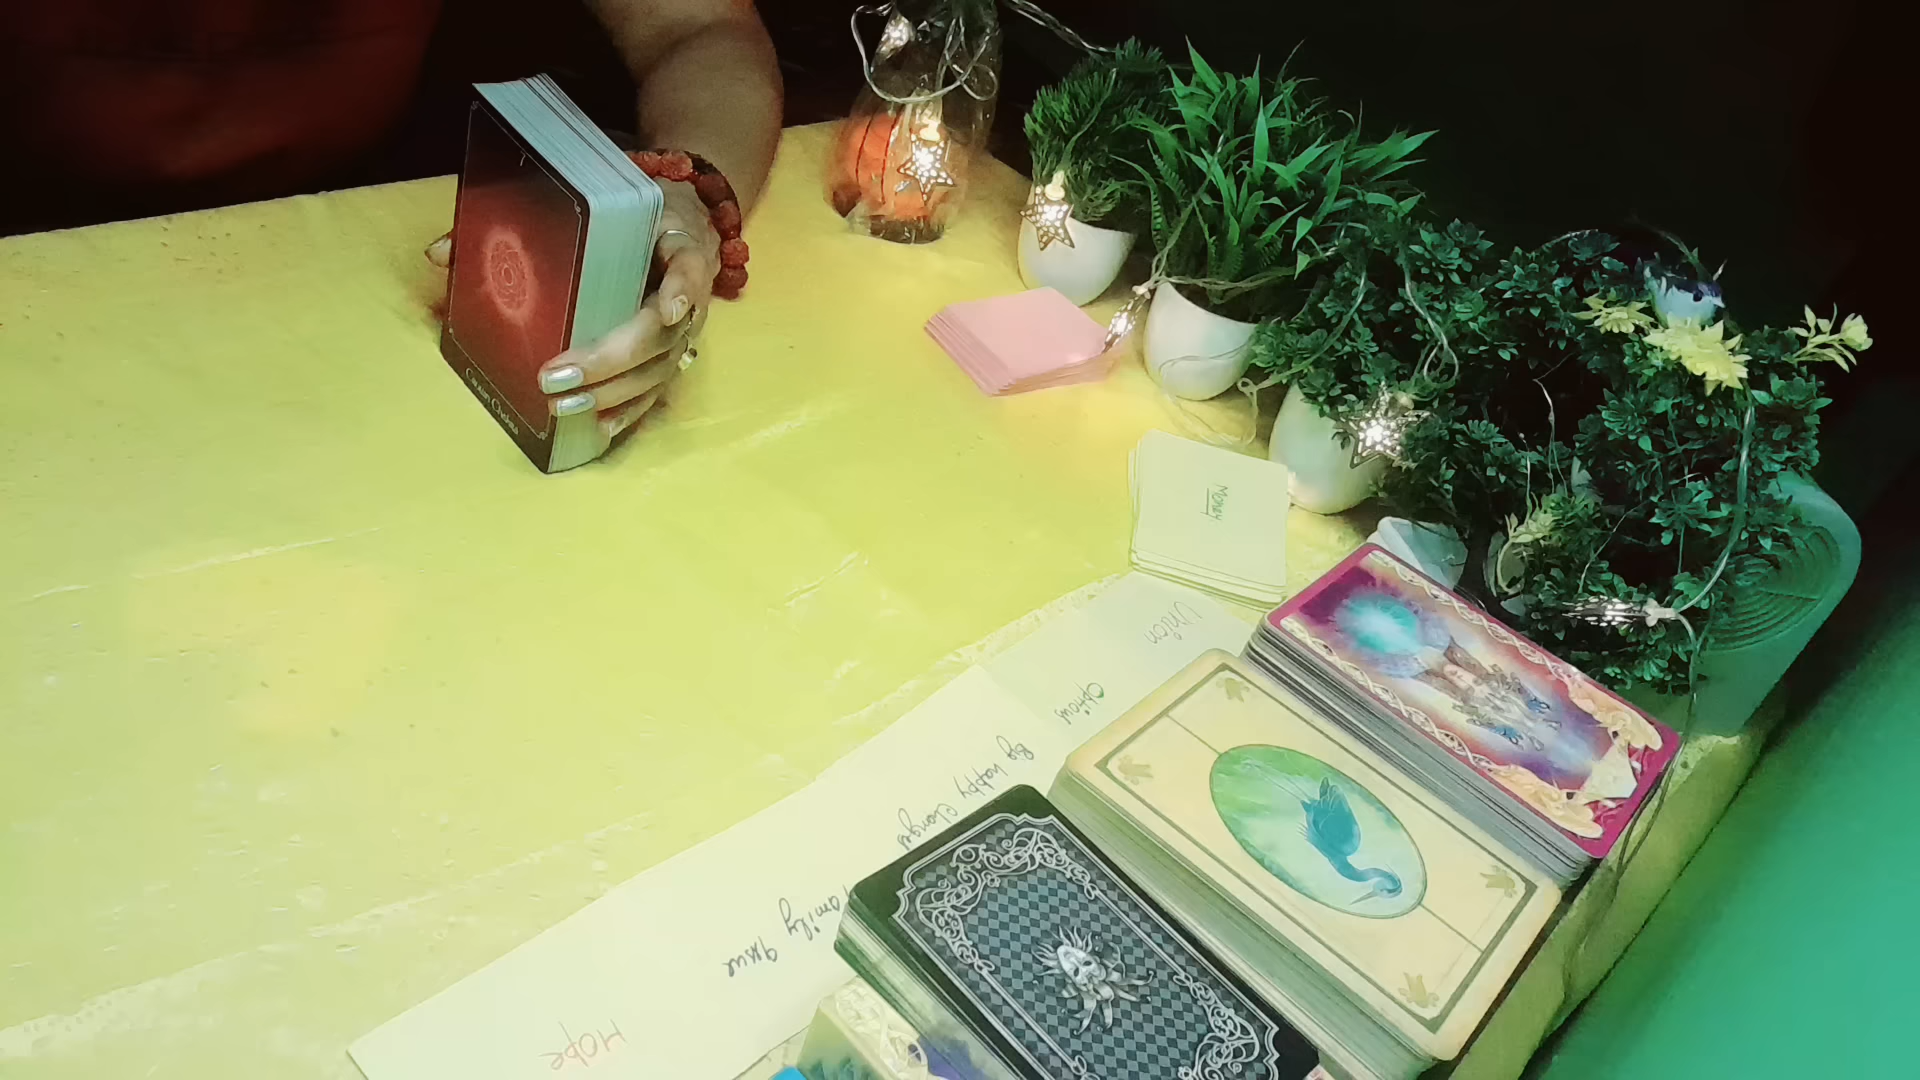 Money
Union
options
Big happy changes
Family issue
Hope